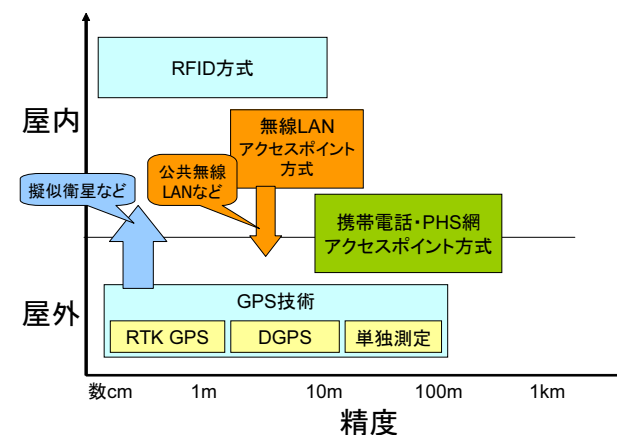 RFID方式
屋内
無線LAN
アクセスポイント
方式
公共無線
LANなど
擬似衛星など
携帯電話・PHS網
アクセスポイント方式
屋外
GPS技術
RTK GPS
DGPS
単独測定
数cm
1m
10m
100m
1km
精度